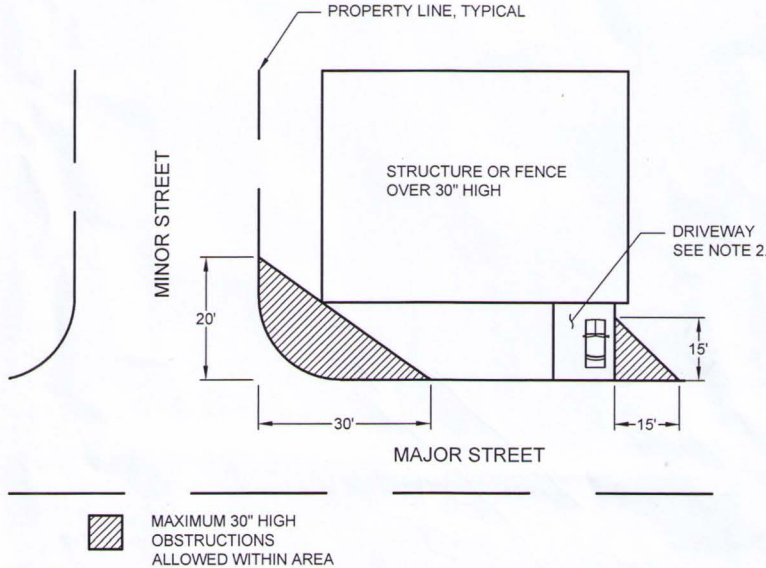 PROPERTY LINE, TYPICAL
MINOR STREET
STRUCTURE OR FENCE
OVER 30" HIGH
DRIVEWAY
SEE NOTE 2.
20'
15'
30'
15'
MAJOR STREET
MAXIMUM 30" HIGH
OBSTRUCTIONS
ALLOWED WITHIN AREA